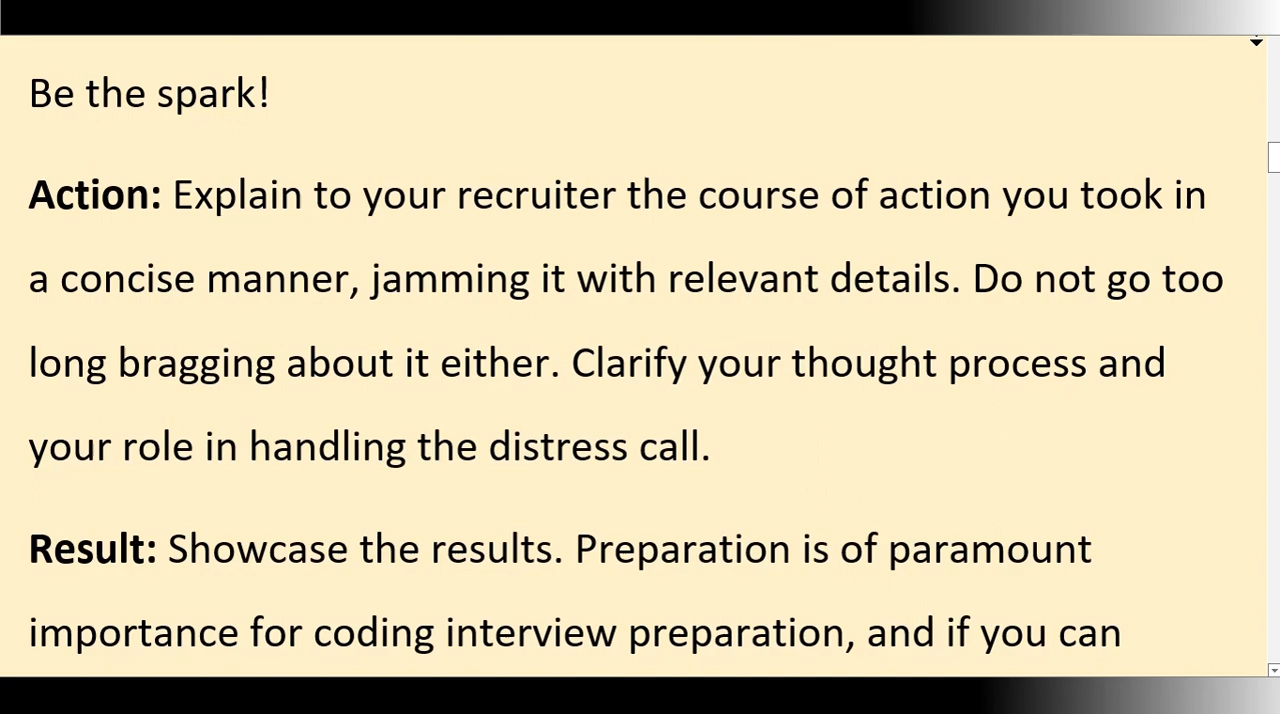 Be the spark!
Action: Explain to your recruiter the course of action you took in
a concise manner, jamming it with relevant details. Do not go too
long bragging about it either. Clarify your thought process and
your role in handling the distress call.
Result: Showcase the results. Preparation is of paramount
importance for coding interview preparation, and if you can